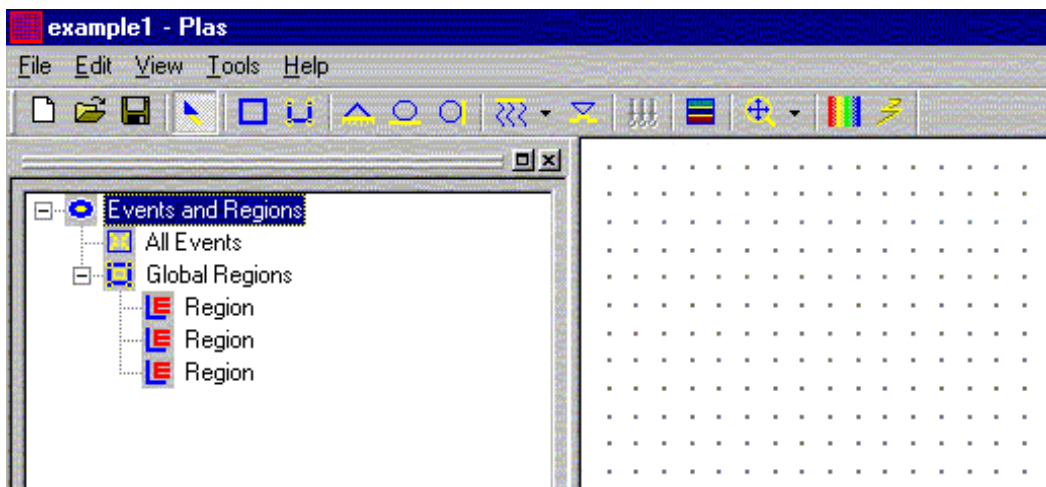 example1 - Plas
File Edit View Tools Help
Events and Regions
All Events
Global Regions
Region
Region
Region